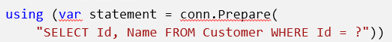 using (var statement = conn.Prepare(
    "SELECT Id, Name FROM Customer WHERE Id = ?"))